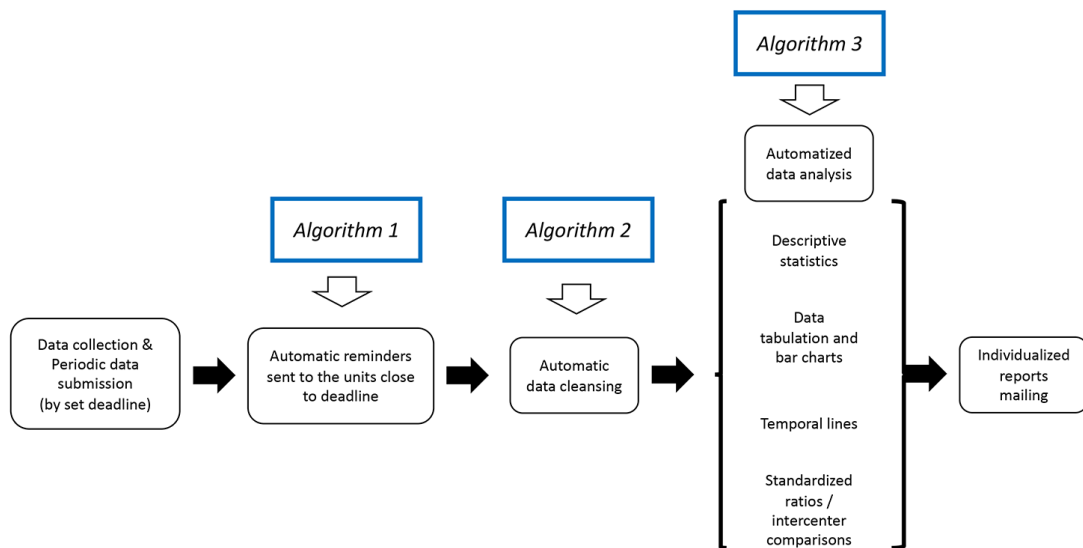 Algorithm 3
Automatized
data analysis
Algorithm 1
Algorithm 2
Descriptive
statistics
Data collection &
Periodic data
submission
(by set deadline)
Automatic reminders
sent to the units close
to deadline
Automatic
data cleansing
Data
tabulation and
bar charts
Temporal lines
Standardized
ratios /
intercenter
comparisons
Individualized
reports
mailing